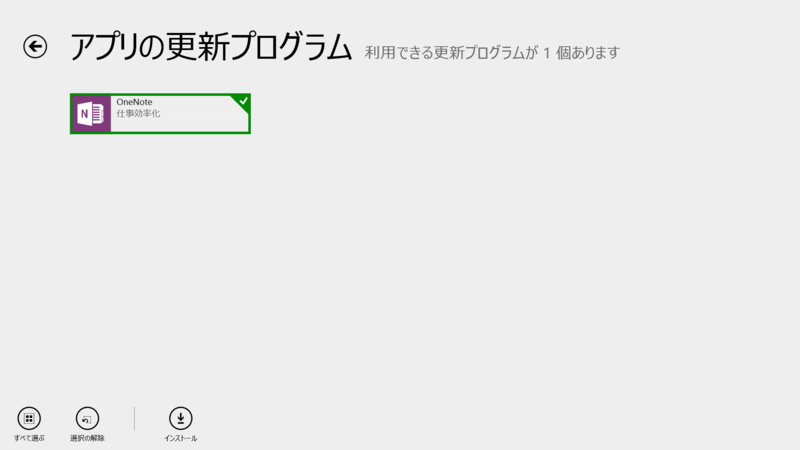 アプリの更新プログラム 利用できる更新プログラムが 1 個あります
N
OneNote
仕事効率化
すべて選ぶ
選択の解除
インストール